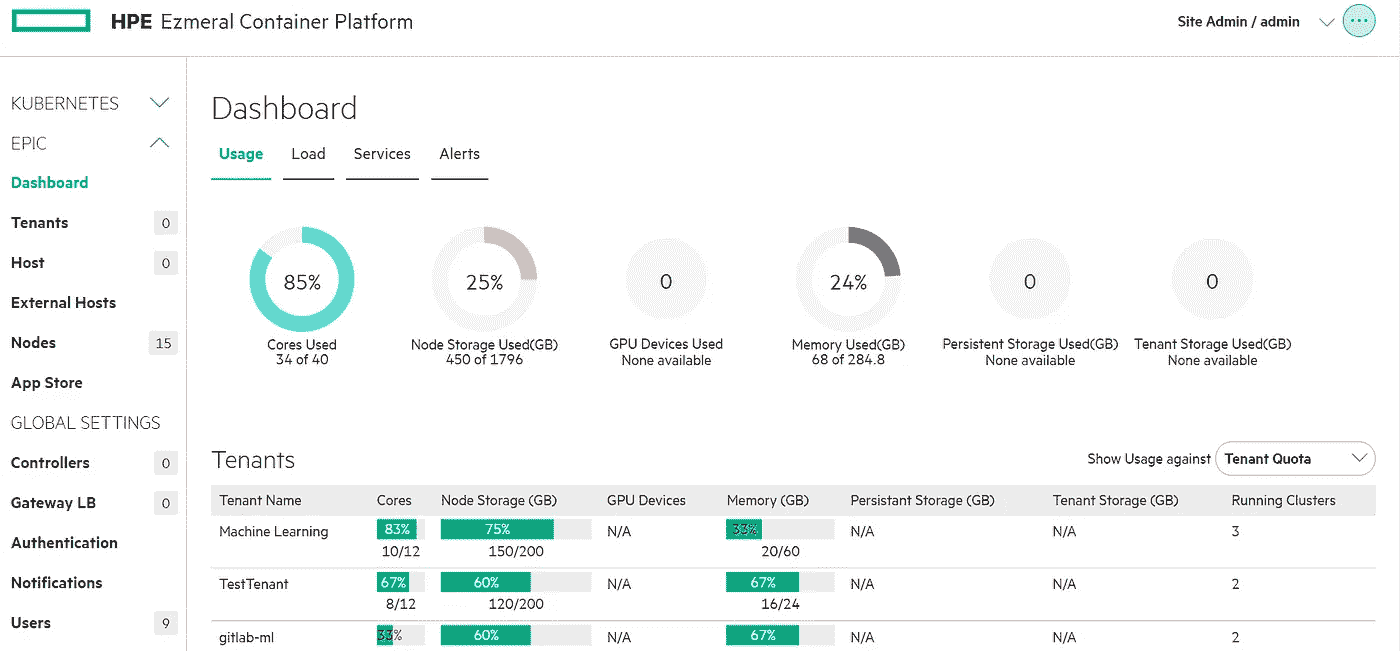 HPE Ezmeral Container Platform
Site Admin / admin
KUBERNETES
EPIC
Dashboard
Tenants 0
Host 0
External Hosts
Nodes 15
App Store
GLOBAL SETTINGS
Controllers 0
Gateway LB 0
Authentication
Notifications
Users 9
Dashboard
Usage Load Services Alerts
85% 25% 0 24% 0 0
Cores Used Node Storage Used(GB) GPU Devices Used Memory Used(GB) Persistent Storage Used(GB) Tenant Storage Used(GB)
34 of 40 450 of 1796 None available 68 of 284.8 None available None available
Tenants
Show Usage against Tenant Quota
Tenant Name Cores Node Storage (GB) GPU Devices Memory (GB) Persistant Storage (GB) Tenant Storage (GB) Running Clusters
Machine Learning 83% 75% N/A 33% N/A N/A 3
10/12 150/200 20/60
TestTenant 67% 60% N/A 67% N/A N/A 2
8/12 120/200 16/24
gitlab-ml 33% 60% N/A 67% N/A N/A 2